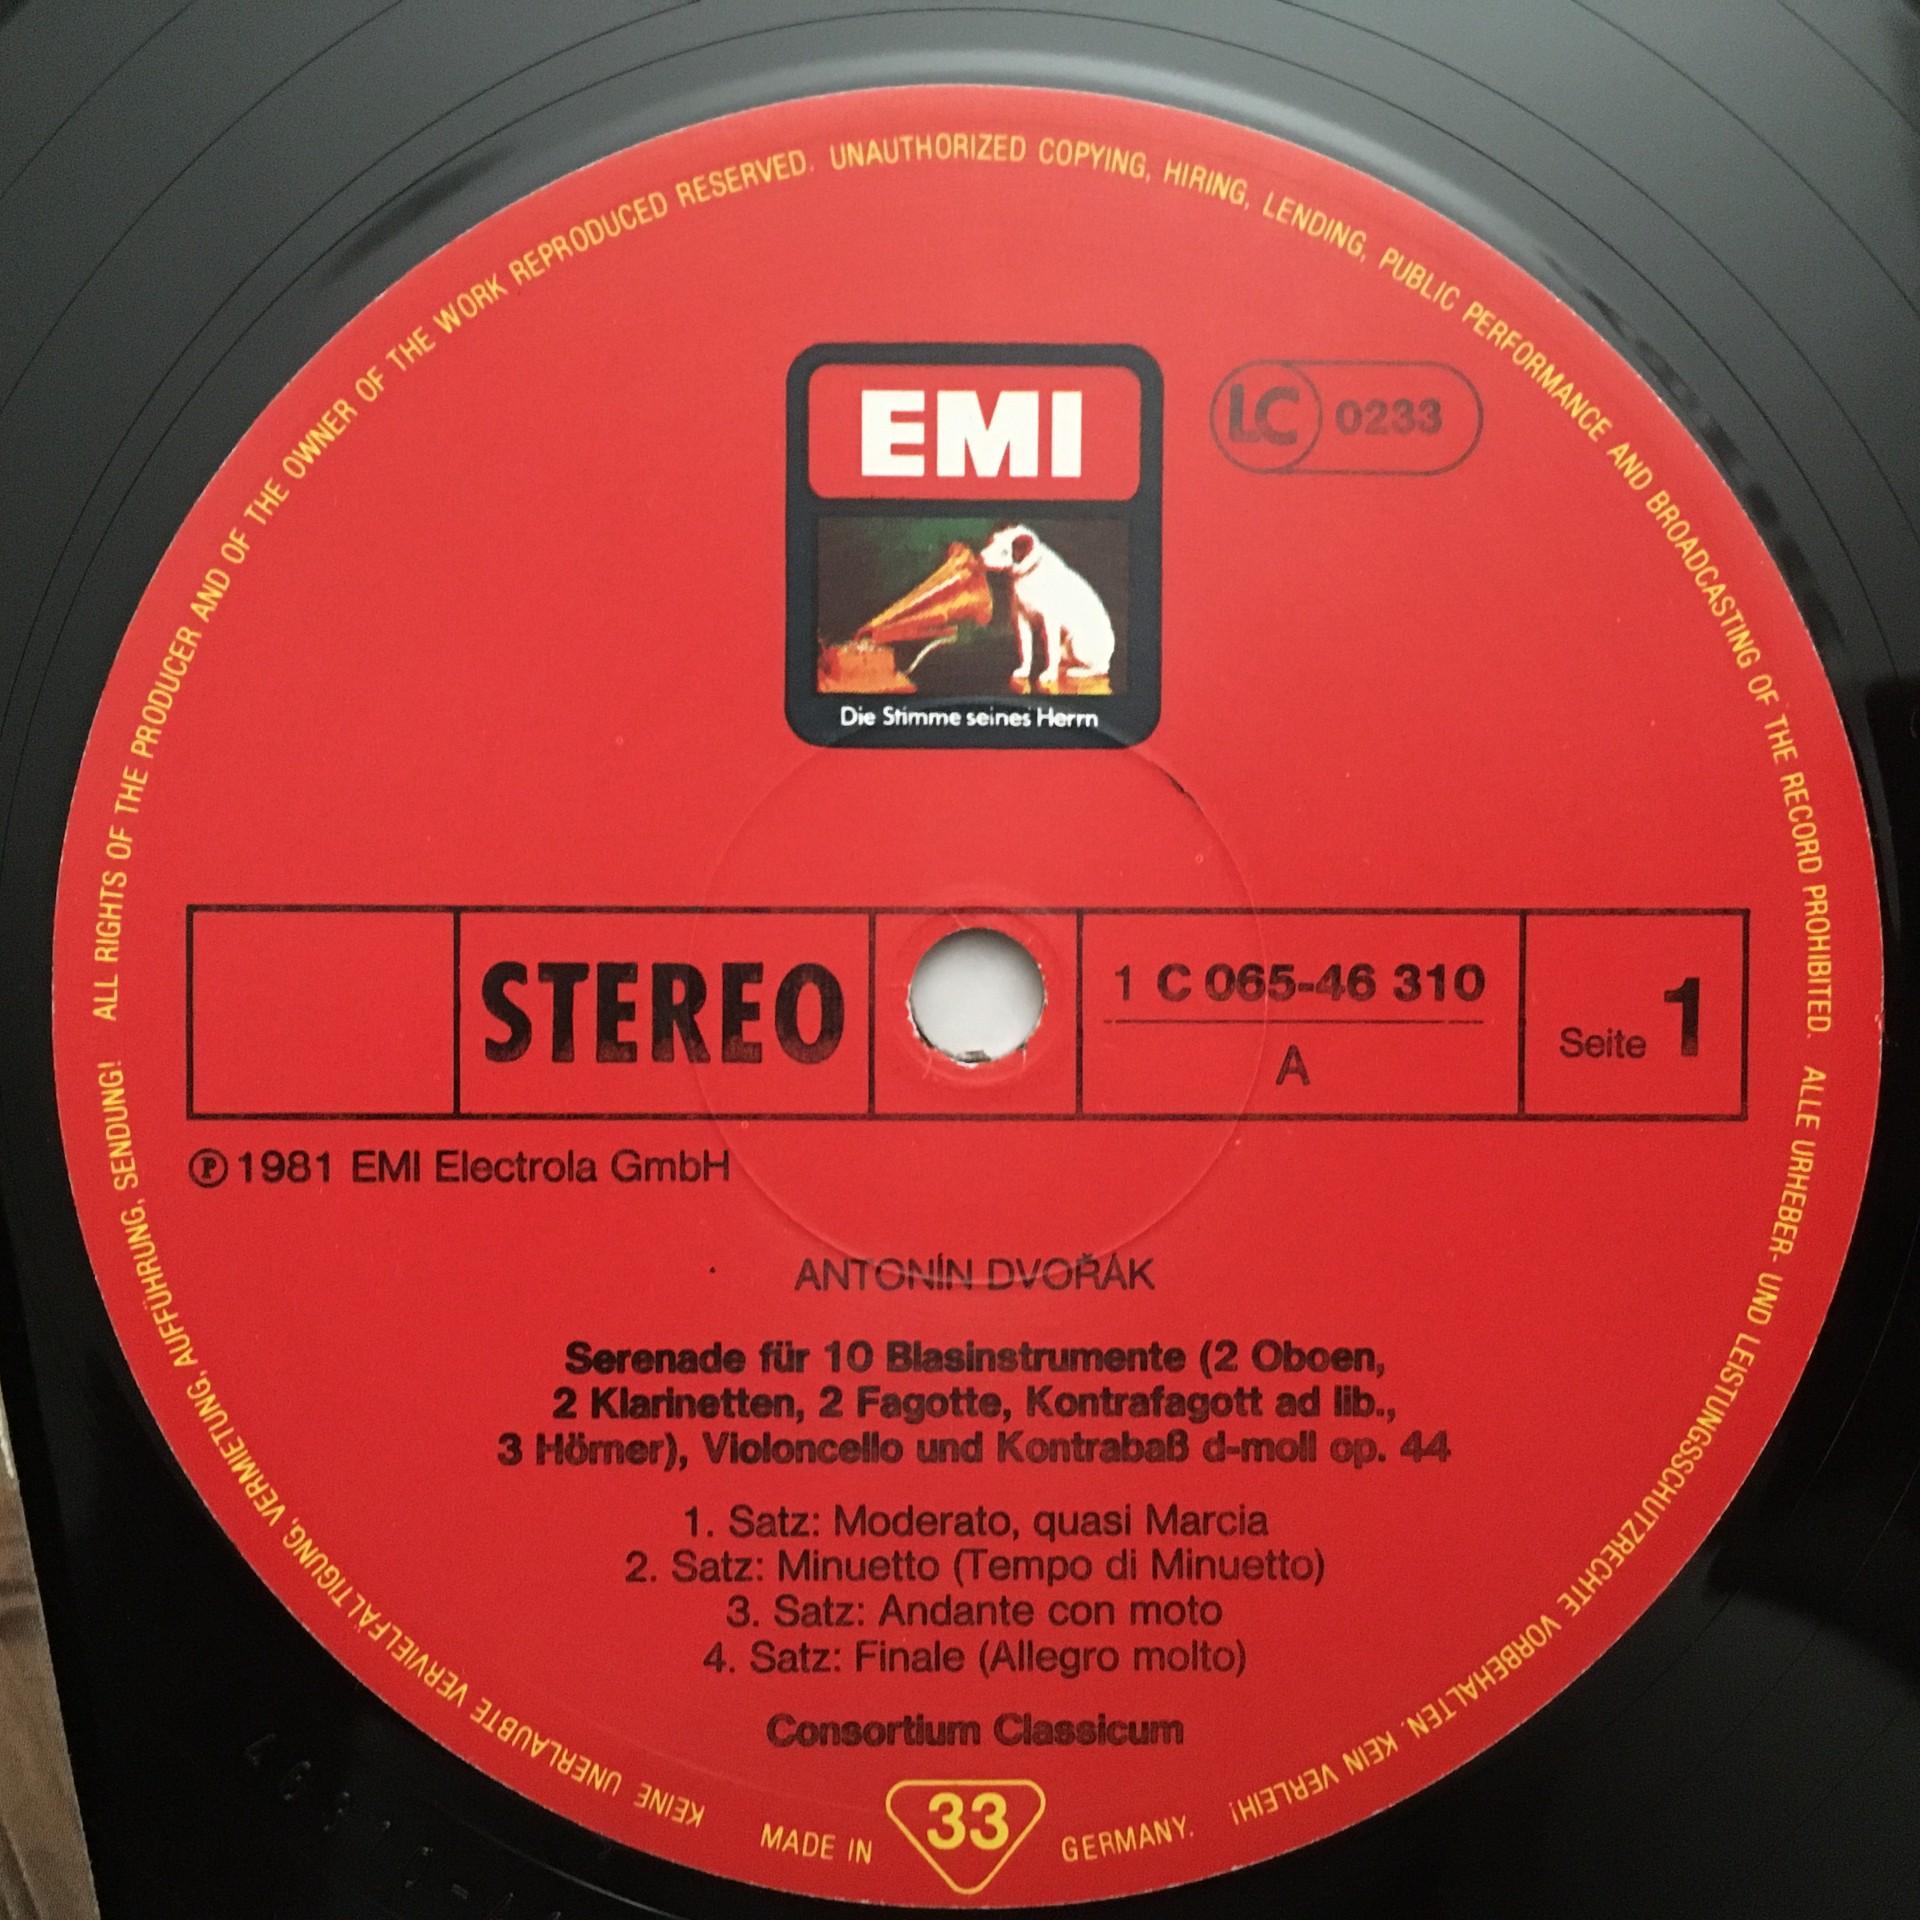 ALL RIGHTS OF THE PRODUCER AND OF THE OWNER OF THE WORK REPRODUCED RESERVED. UNAUTHORIZED COPYING, HIRING, LENDING, PUBLIC PERFORMANCE AND BROADCASTING OF THE RECORD PROHIBITED.
ALLE URHEBER- UND LEISTUNGSSCHUTZRECHTE VORBEHALTEN. KEIN VERLEIH! KEINE UNERLAUBTE VERVIELFÄLTIGUNG, VERMIETUNG, AUFFÜHRUNG, SENDUNG!
EMI
LC 0233
Die Stimme seines Herrn
STEREO
1 C 065-46 310
A
Seite 1
℗ 1981 EMI Electrola GmbH
ANTONÍN DVOŘÁK
Serenade für 10 Blasinstrumente (2 Oboen,
2 Klarinetten, 2 Fagotte, Kontrafagott ad lib.,
3 Hörner), Violoncello und Kontrabaß d-moll op. 44
1. Satz: Moderato, quasi Marcia
2. Satz: Minuetto (Tempo di Minuetto)
3. Satz: Andante con moto
4. Satz: Finale (Allegro molto)
Consortium Classicum
MADE IN 33 GERMANY.